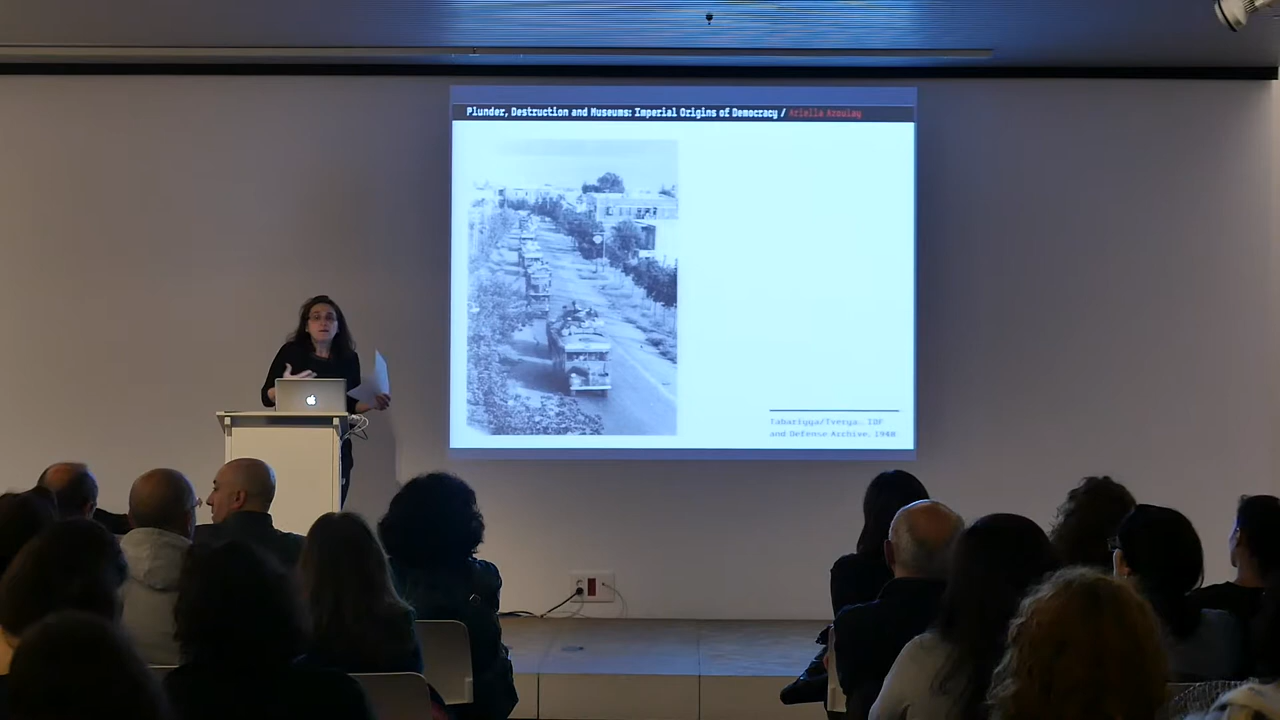 Plunder, Destruction and Museums: Imperial Origins of Democracy / Ariella Azoulay
Tabariyya/Tverya. IDF
and Defense Archive, 1948